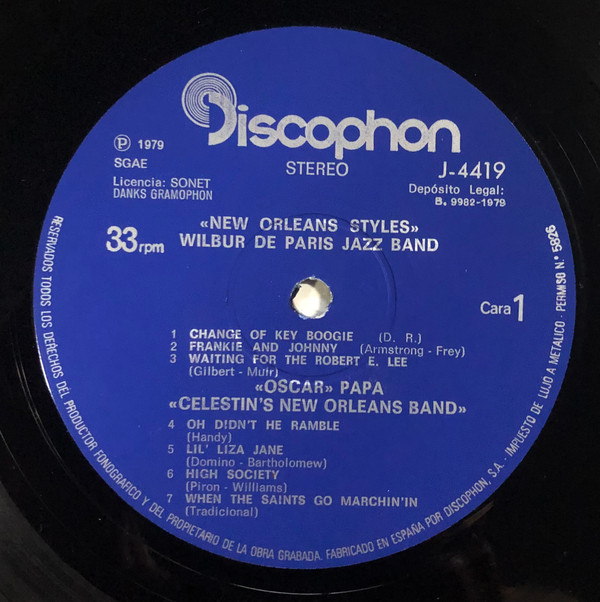 Discophon
℗ 1979
SGAE
STEREO
J-4419
Licencia: SONET
DANKS GRAMOPHON
Depósito Legal:
B. 9982-1979
«NEW ORLEANS STYLES»
33 rpm
WILBUR DE PARIS JAZZ BAND
Cara 1
1 CHANGE OF KEY BOOGIE (D. R.)
2 FRANKIE AND JOHNNY (Armstrong - Frey)
3 WAITING FOR THE ROBERT E. LEE
(Gilbert - Muir)
«OSCAR» PAPA
«CELESTIN'S NEW ORLEANS BAND»
4 OH DIDN'T HE RAMBLE
(Handy)
5 LIL' LIZA JANE
(Domino - Bartholomew)
6 HIGH SOCIETY
(Piron - Williams)
7 WHEN THE SAINTS GO MARCHIN'IN
(Tradicional)
RESERVADOS TODOS LOS DERECHOS DEL PRODUCTOR FONOGRAFICO Y DEL PROPIETARIO DE LA OBRA GRABADA. FABRICADO EN ESPAÑA POR DISCOPHON, S.A. - IMPUESTO DE LUJO A METALICO - PERMISO N.º 5826